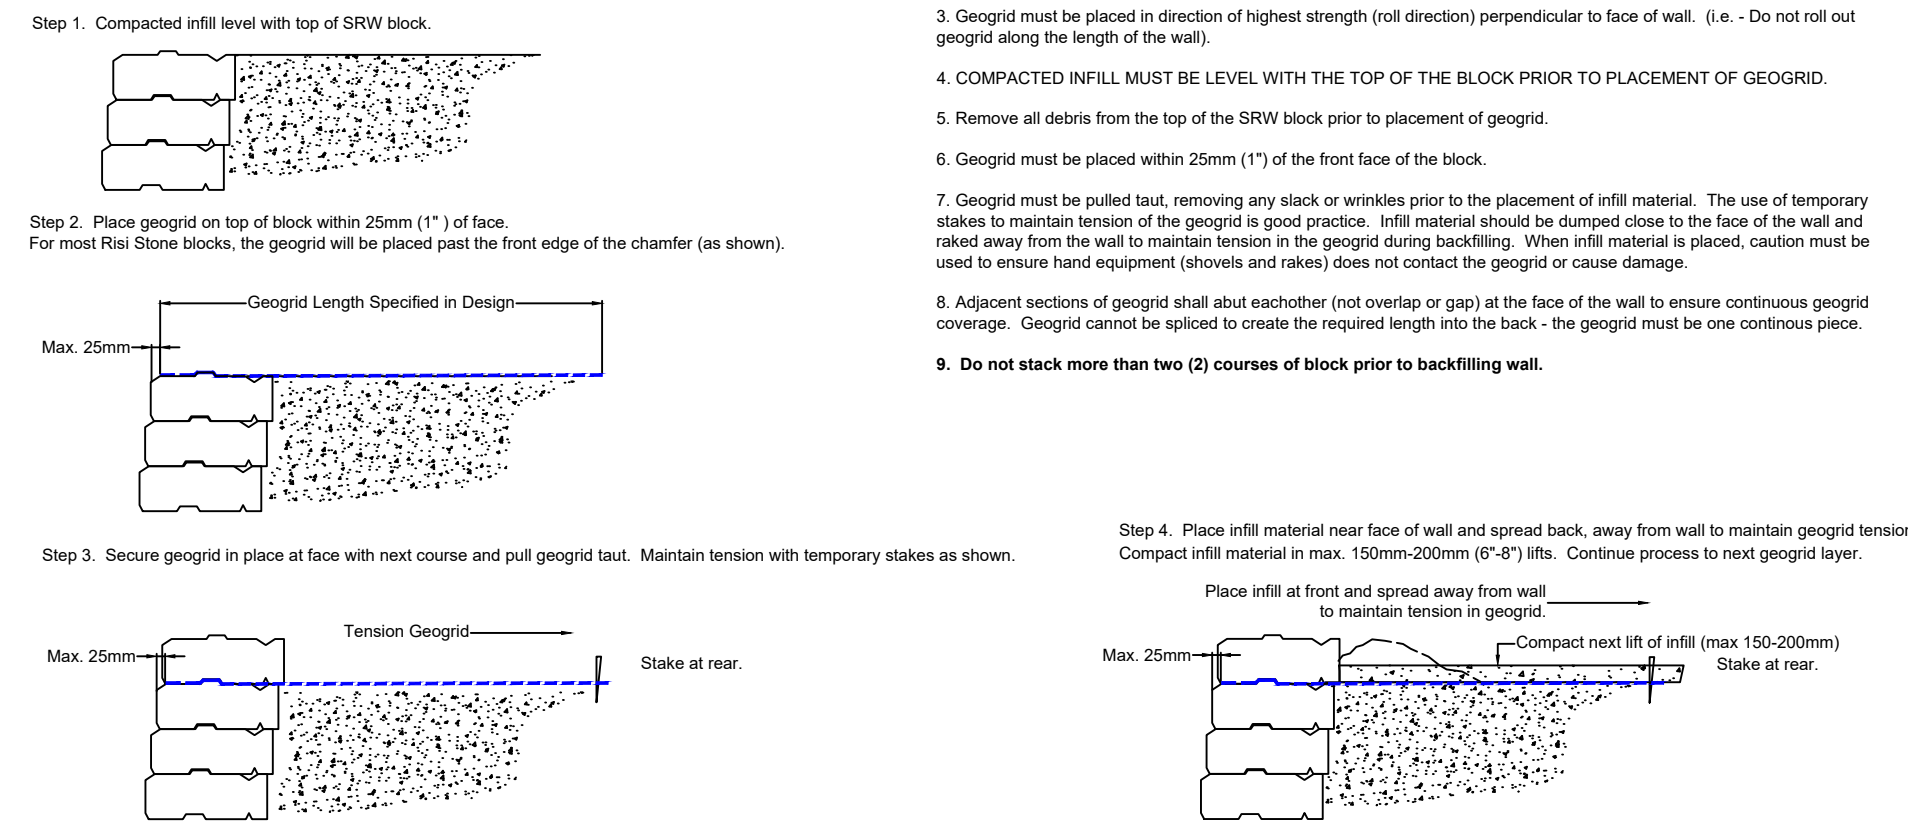 Step 1.  Compacted infill level with top of SRW block.
Step 2.  Place geogrid on top of block within 25mm (1" ) of face.
For most Risi Stone blocks, the geogrid will be placed past the front edge of the chamfer (as shown).
Geogrid Length Specified in Design
Max. 25mm
Step 3.  Secure geogrid in place at face with next course and pull geogrid taut.  Maintain tension with temporary stakes as shown.
Tension Geogrid
Max. 25mm
Stake at rear.
3. Geogrid must be placed in direction of highest strength (roll direction) perpendicular to face of wall.  (i.e. - Do not roll out
geogrid along the length of the wall).
4. COMPACTED INFILL MUST BE LEVEL WITH THE TOP OF THE BLOCK PRIOR TO PLACEMENT OF GEOGRID.
5. Remove all debris from the top of the SRW block prior to placement of geogrid.
6. Geogrid must be placed within 25mm (1") of the front face of the block.
7. Geogrid must be pulled taut, removing any slack or wrinkles prior to the placement of infill material.  The use of temporary
stakes to maintain tension of the geogrid is good practice.  Infill material should be dumped close to the face of the wall and
raked away from the wall to maintain tension in the geogrid during backfilling.  When infill material is placed, caution must be
used to ensure hand equipment (shovels and rakes) does not contact the geogrid or cause damage.
8. Adjacent sections of geogrid shall abut eachother (not overlap or gap) at the face of the wall to ensure continuous geogrid
coverage.  Geogrid cannot be spliced to create the required length into the back - the geogrid must be one continous piece.
9.  Do not stack more than two (2) courses of block prior to backfilling wall.
Step 4.  Place infill material near face of wall and spread back, away from wall to maintain geogrid tension
Compact infill material in max. 150mm-200mm (6"-8") lifts.  Continue process to next geogrid layer.
Place infill at front and spread away from wall
to maintain tension in geogrid.
Compact next lift of infill (max 150-200mm)
Max. 25mm
Stake at rear.